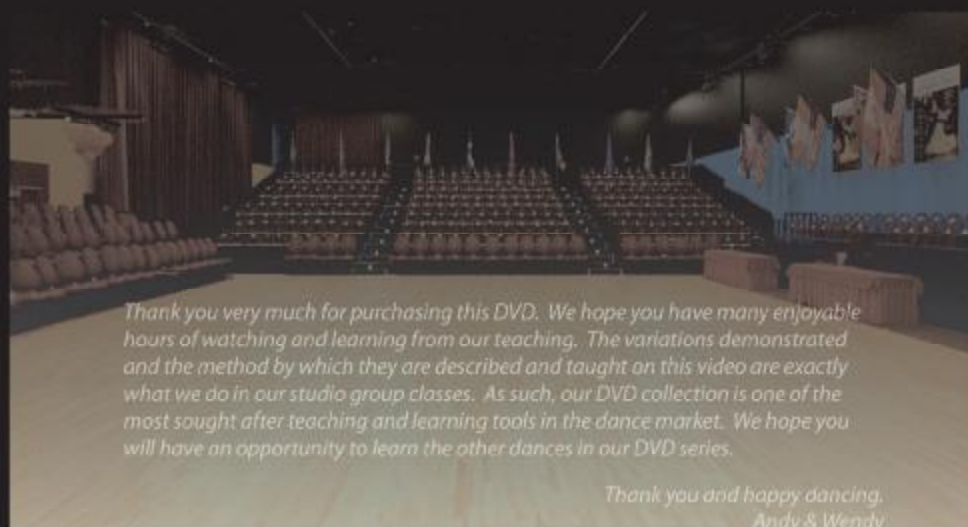 Thank you very much for purchasing this DVD. We hope you have many enjoyable
hours of watching and learning from our teaching. The variations demonstrated
and the method by which they are described and taught on this video are exactly
what we do in our studio group classes. As such, our DVD collection is one of the
most sought after teaching and learning tools in the dance market. We hope you
will have an opportunity to learn the other dances in our DVD series.
Thank you and happy dancing.
Andy & Wendy